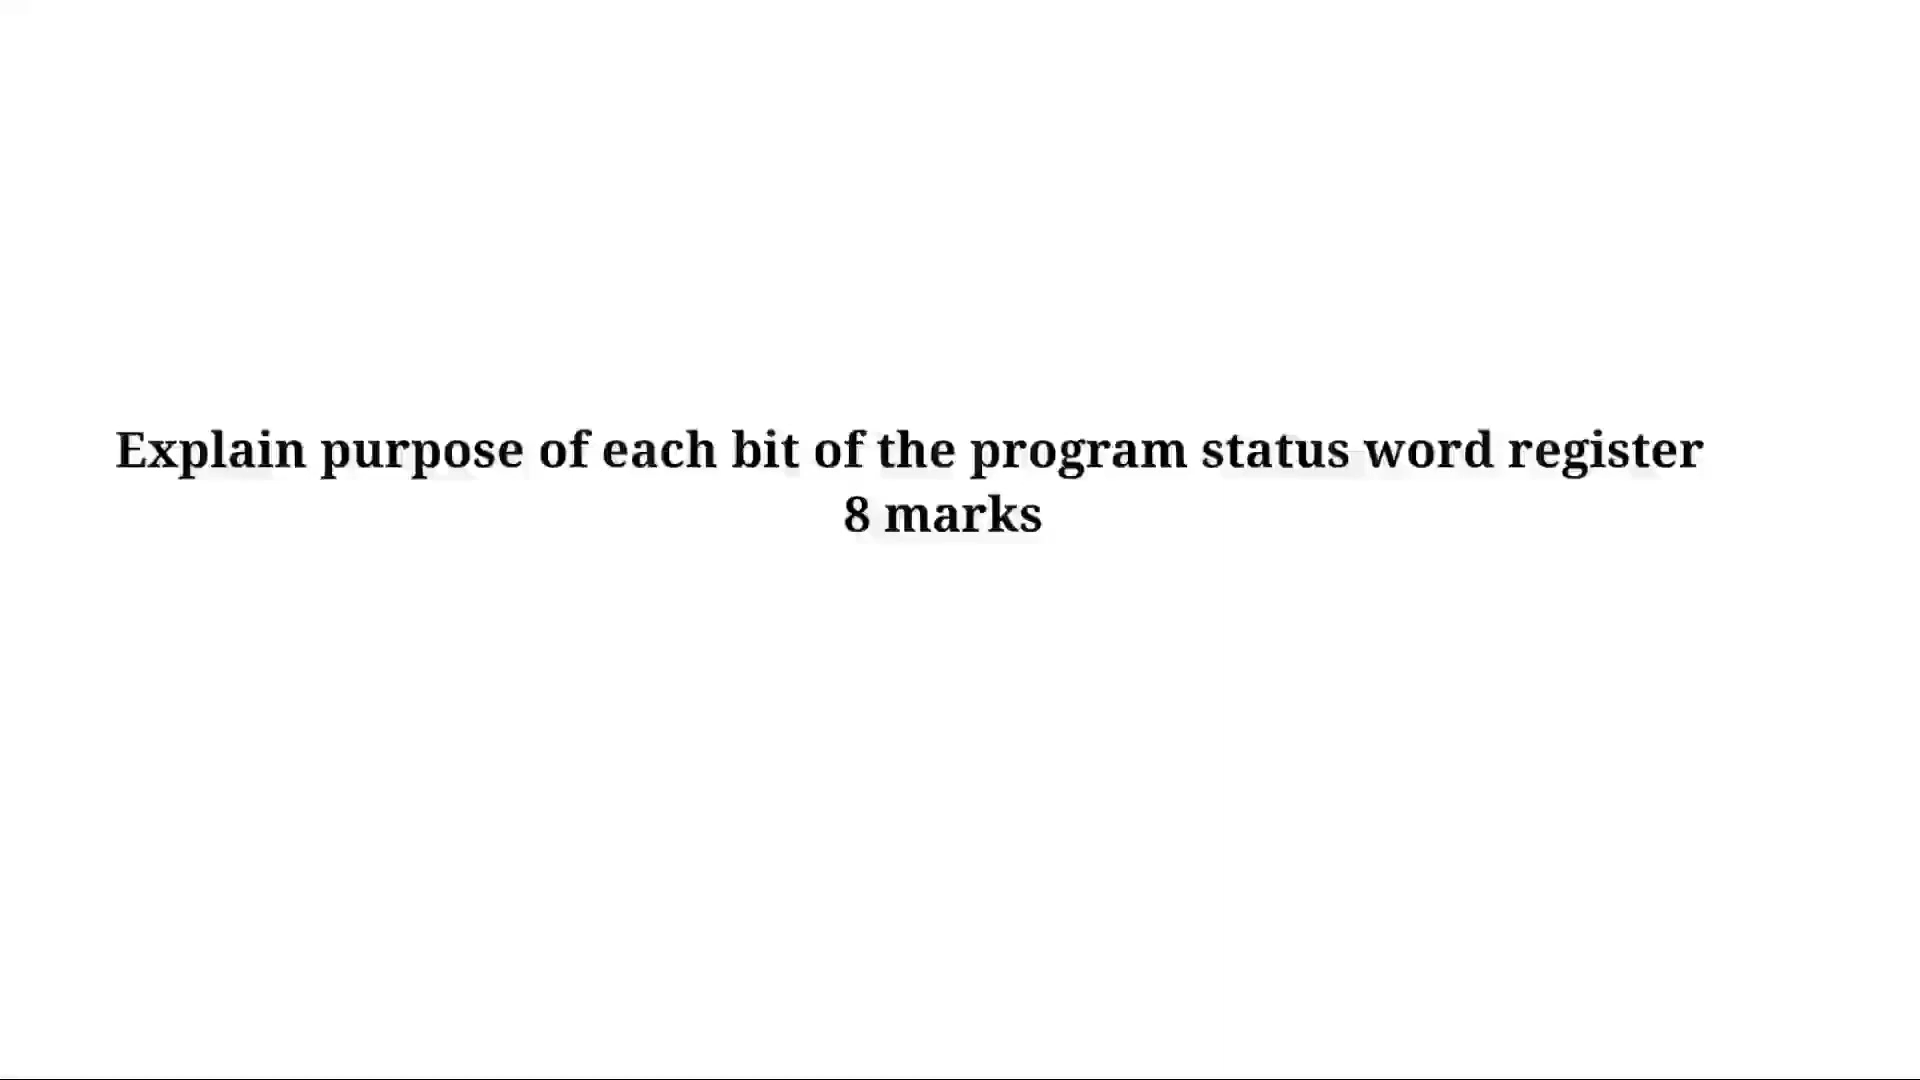 Explain purpose of each bit of the program status word register
8 marks